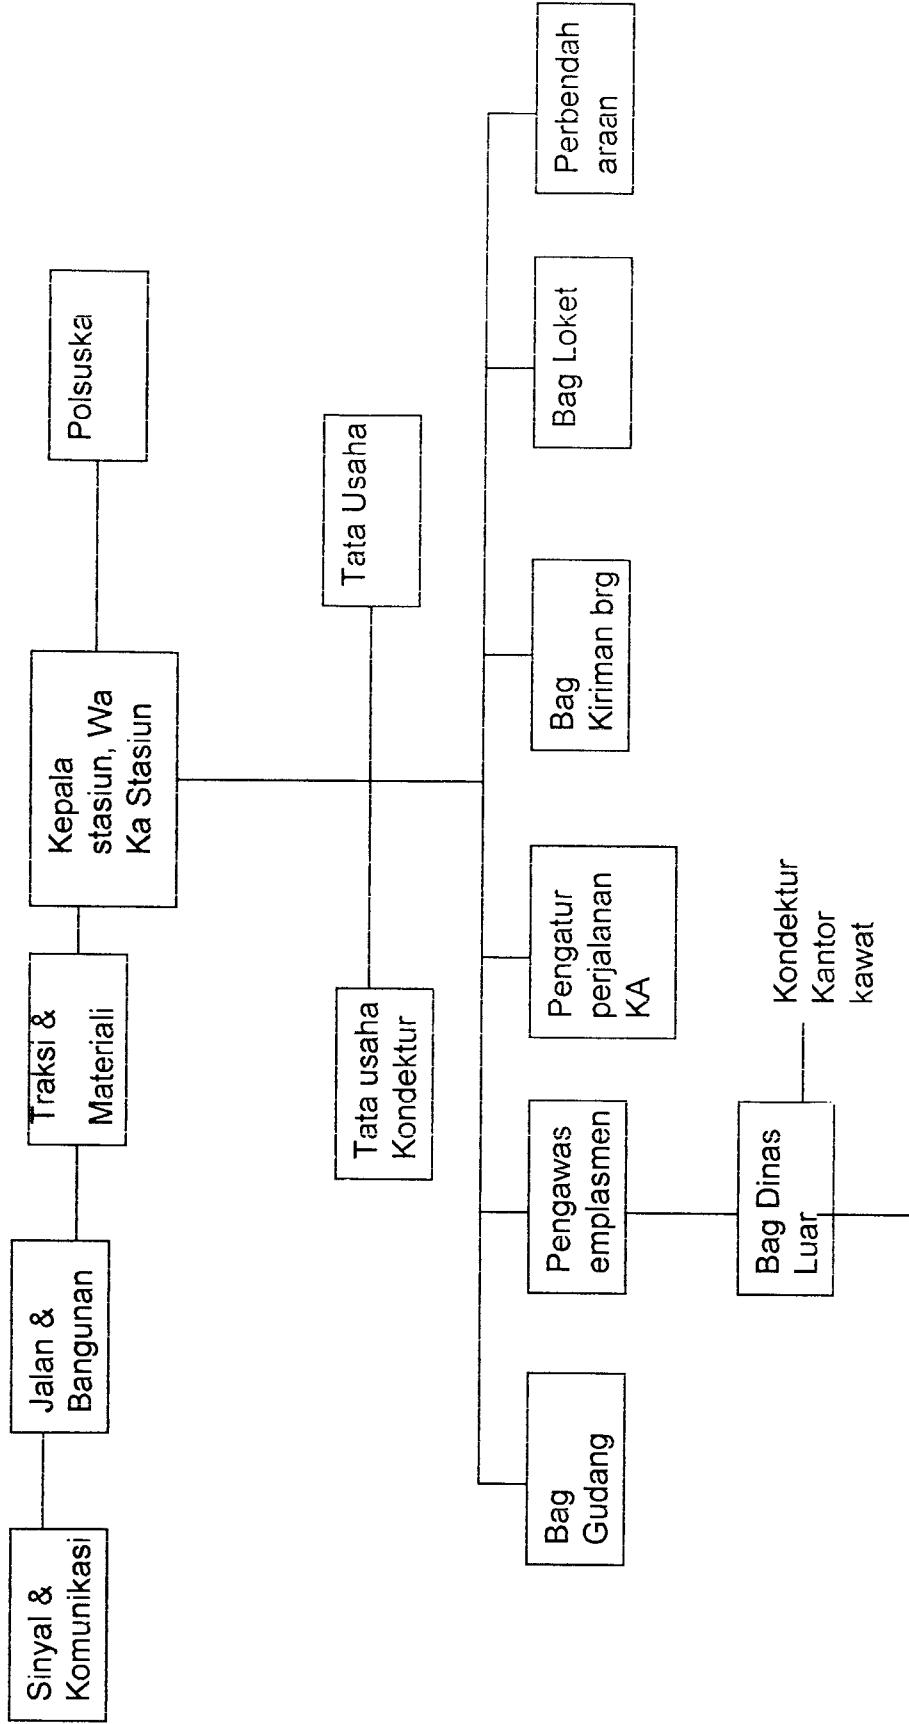 Sinyal &
Komunikasi
Jalan &
Bangunan
Traksi &
Materiali
Kepala
stasiun, Wa
Ka Stasiun
Polsuska
Tata usaha
Kondektur
Tata Usaha
Bag
Gudang
Pengawas
emplasmen
Pengatur
perjalanan
KA
Bag
Kiriman brg
Bag Loket
Perbendah
araan
Bag Dinas
Luar
Kondektur
Kantor
kawat